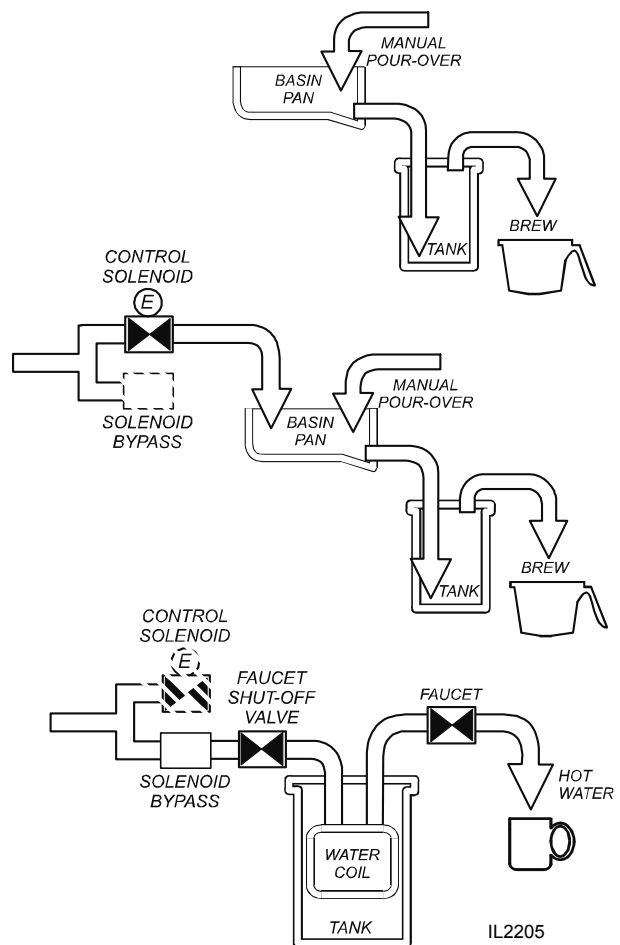 MANUAL
POUR-OVER
BASIN
PAN
TANK
BREW
CONTROL
SOLENOID
E
SOLENOID
BYPASS
MANUAL
POUR-OVER
BASIN
PAN
TANK
BREW
CONTROL
SOLENOID
E
FAUCET
SHUT-OFF
VALVE
SOLENOID
BYPASS
FAUCET
HOT
WATER
WATER
COIL
TANK
IL2205